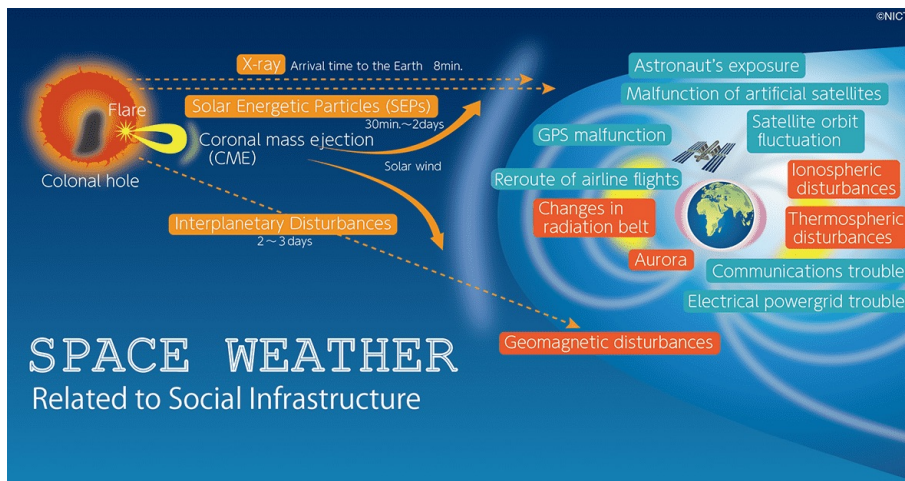 ©NICT
X-ray Arrival time to the Earth 8min.
Solar Energetic Particles (SEPs)
30min.~2days
Flare
Coronal mass ejection
(CME)
Solar wind
Colonal hole
Interplanetary Disturbances
2~3days
Astronaut's exposure
Malfunction of artificial satellites
Satellite orbit
fluctuation
GPS malfunction
Reroute of airline flights
Ionospheric
disturbances
Changes in
radiation belt
Thermospheric
disturbances
Aurora
Communications trouble
Electrical powergrid trouble
Geomagnetic disturbances
SPACE WEATHER
Related to Social Infrastructure